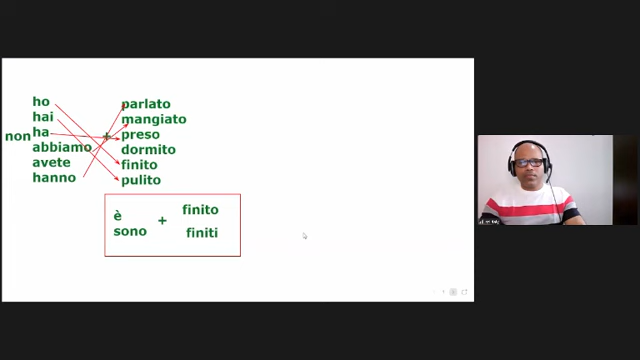 ho
hai
non ha
abbiamo
avete
hanno
+
parlato
mangiato
preso
dormito
finito
pulito
è
sono
+
finito
finiti